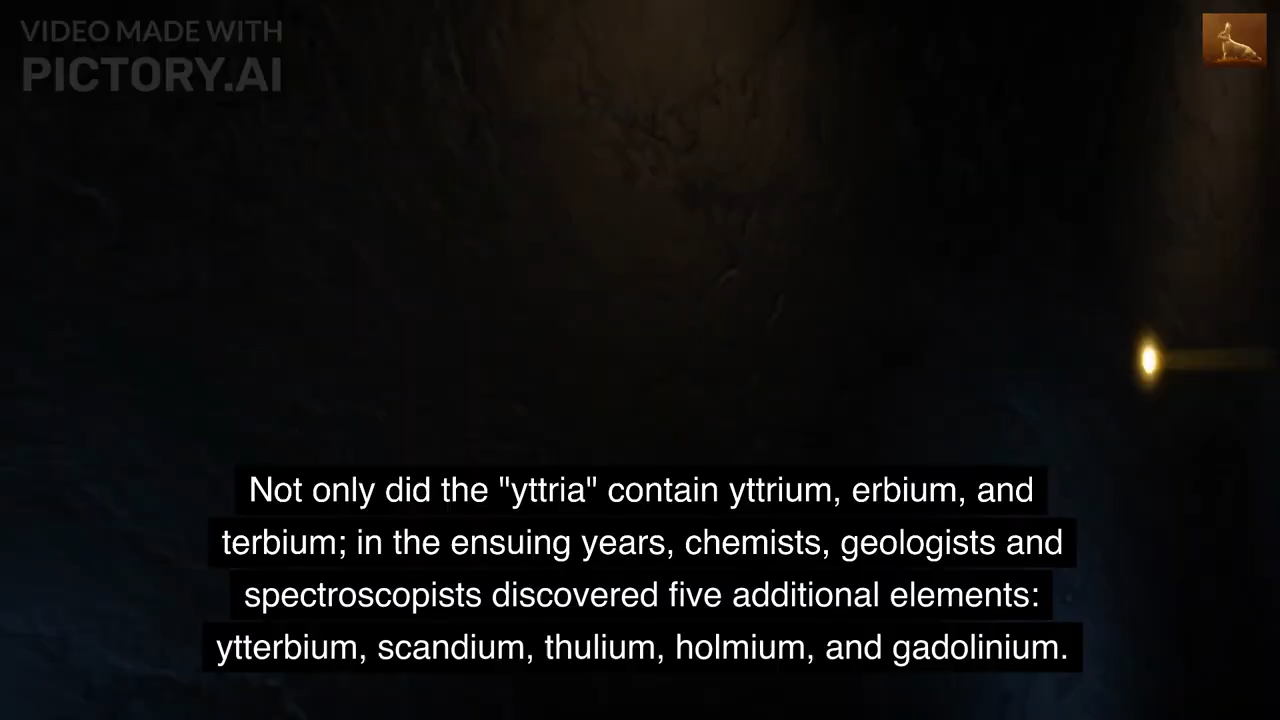 VIDEO MADE WITH
PICTORY.AI
Not only did the "yttria" contain yttrium, erbium, and
terbium; in the ensuing years, chemists, geologists and
spectroscopists discovered five additional elements:
ytterbium, scandium, thulium, holmium, and gadolinium.